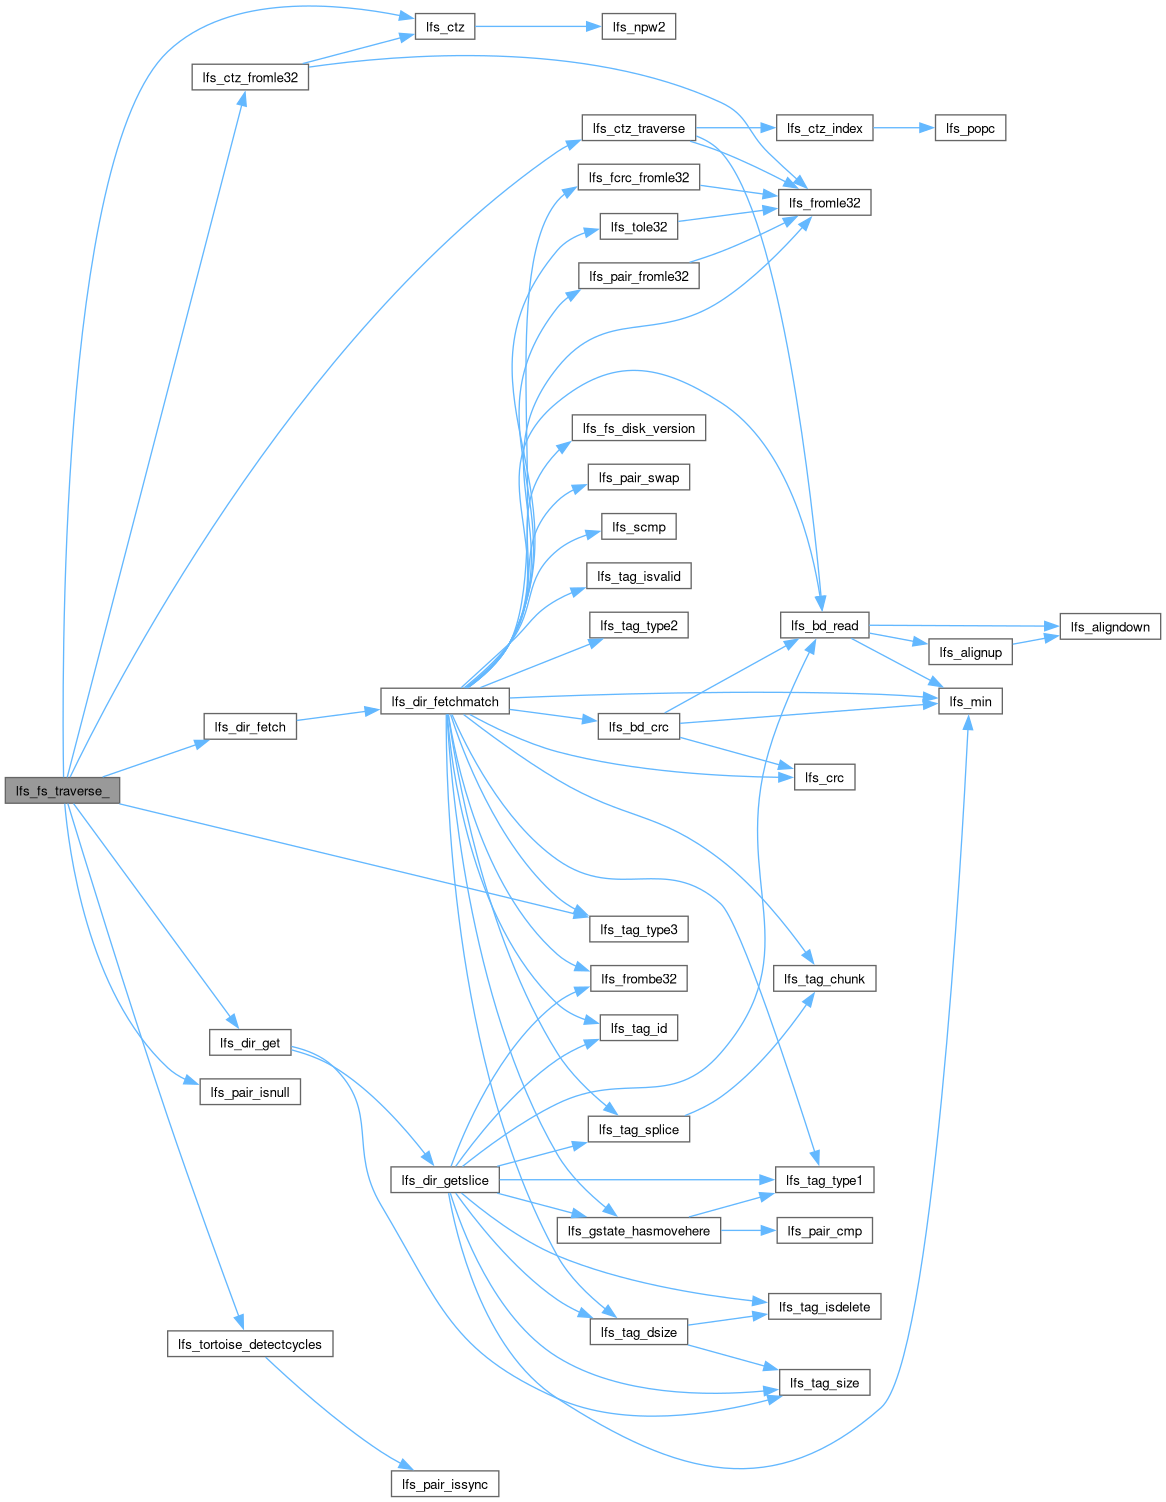 lfs_ctz
lfs_npw2
lfs_ctz_fromle32
lfs_ctz_traverse
lfs_ctz_index
lfs_popc
lfs_fcrc_fromle32
lfs_fromle32
lfs_tole32
lfs_pair_fromle32
lfs_fs_disk_version
lfs_pair_swap
lfs_scmp
lfs_tag_isvalid
lfs_tag_type2
lfs_bd_read
lfs_aligndown
lfs_alignup
lfs_dir_fetchmatch
lfs_min
lfs_dir_fetch
lfs_bd_crc
lfs_crc
lfs_fs_traverse_
lfs_tag_type3
lfs_frombe32
lfs_tag_chunk
lfs_tag_id
lfs_dir_get
lfs_pair_isnull
lfs_tag_splice
lfs_dir_getslice
lfs_tag_type1
lfs_gstate_hasmovehere
lfs_pair_cmp
lfs_tag_isdelete
lfs_tag_dsize
lfs_tortoise_detectcycles
lfs_tag_size
lfs_pair_issync